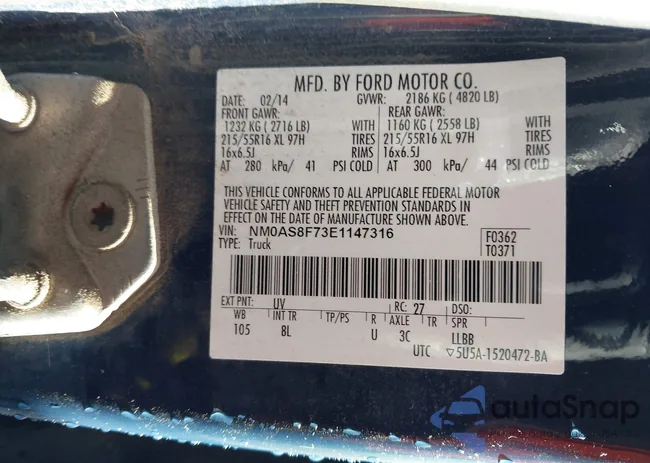 MFD. BY FORD MOTOR CO.
DATE: 02/14 GVWR: 2186 KG ( 4820 LB)
FRONT GAWR: REAR GAWR:
1232 KG ( 2716 LB) WITH 1160 KG ( 2558 LB) WITH
215/55R16 XL 97H TIRES 215/55R16 XL 97H TIRES
16x6.5J RIMS 16x6.5J RIMS
AT 280 kPa/ 41 PSI COLD AT 300 kPa/ 44 PSI COLD
THIS VEHICLE CONFORMS TO ALL APPLICABLE FEDERAL MOTOR
VEHICLE SAFETY AND THEFT PREVENTION STANDARDS IN
EFFECT ON THE DATE OF MANUFACTURE SHOWN ABOVE.
VIN: NM0AS8F73E1147316 F0362
TYPE: Truck T0371
EXT PNT: UV RC: 27 DSO:
WB INT TR TP/PS R AXLE TR SPR
105 8L U 3C LLBB
UTC ▽5U5A-1520472-BA
autoSnap